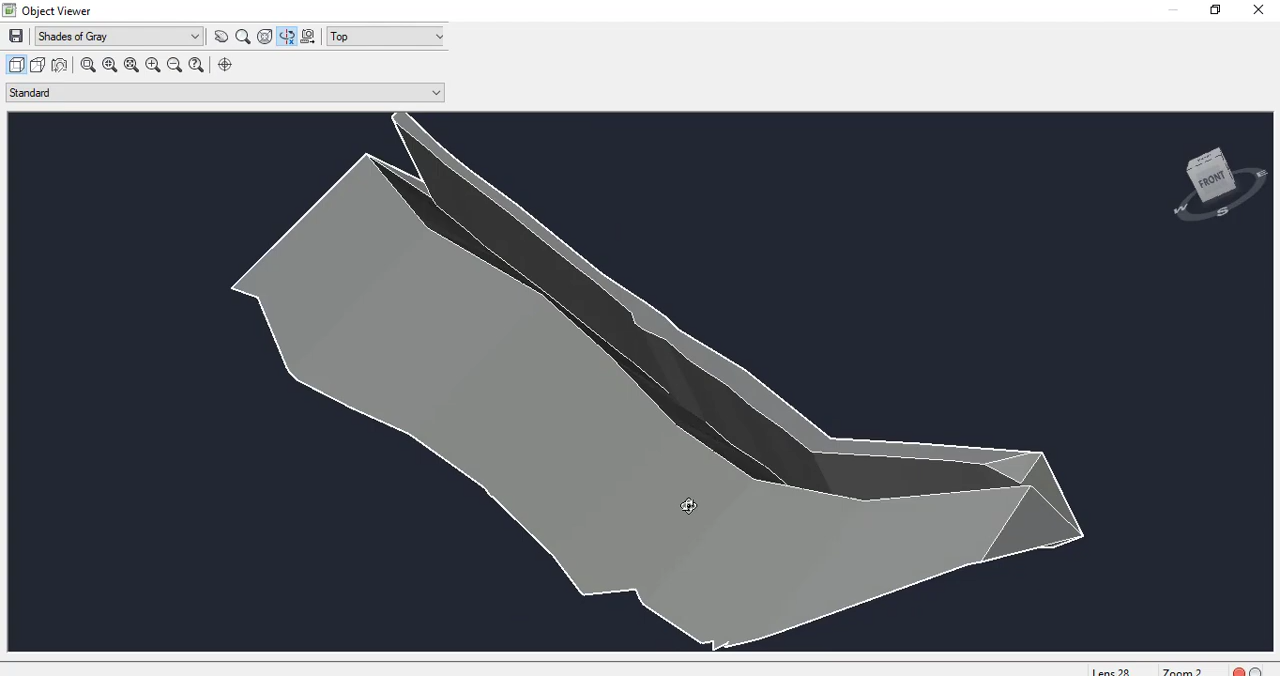 Object Viewer
Shades of Gray
Top
Standard
FRONT
W
S
E
Lens 28
Zoom 2